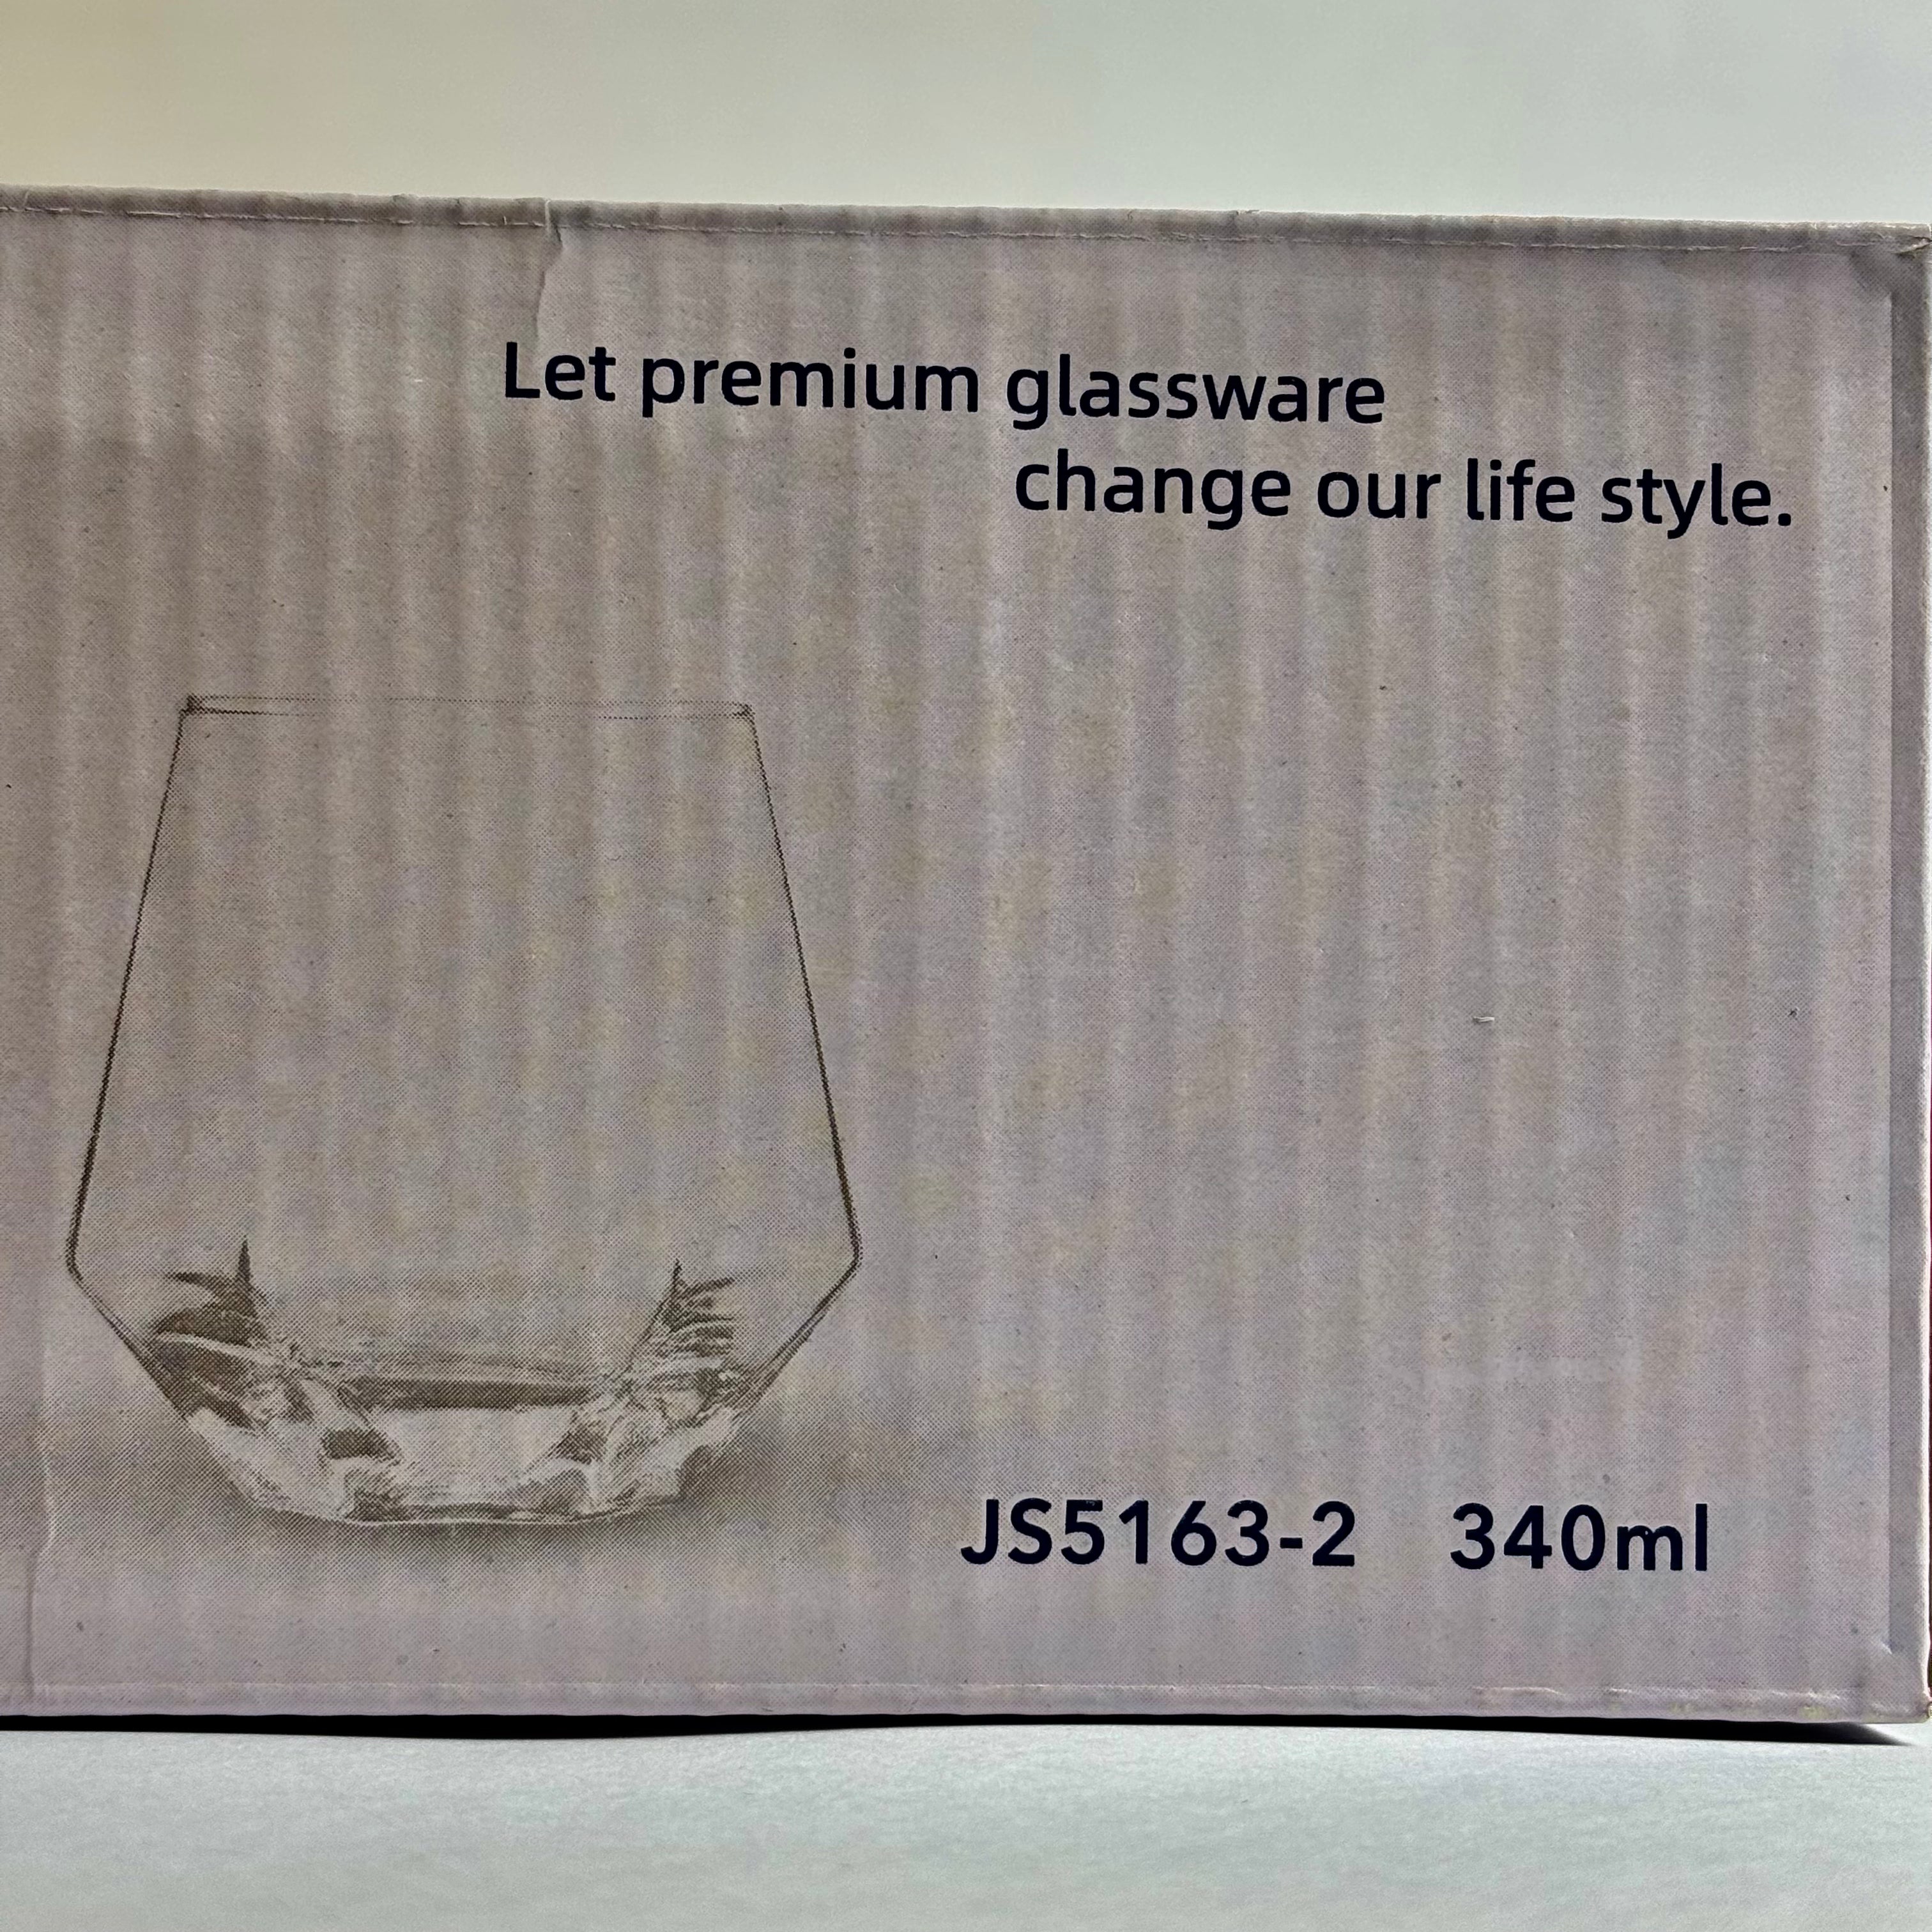 Let premium glassware
change our life style.
JS5163-2 340ml